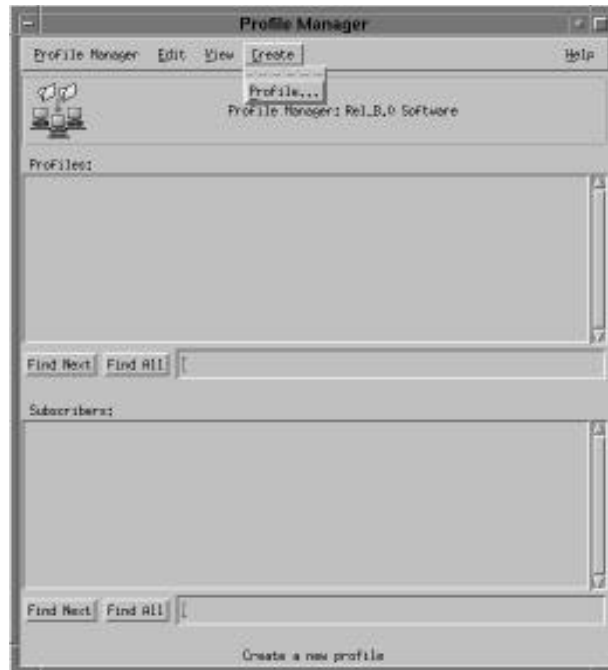 Profile Manager
Profile Manager Edit View Create Help
Profile...
Profile Manager: Rel_B.0 Software
Profiles:
Find Next Find All
Subscribers:
Find Next Find All
Create a new profile